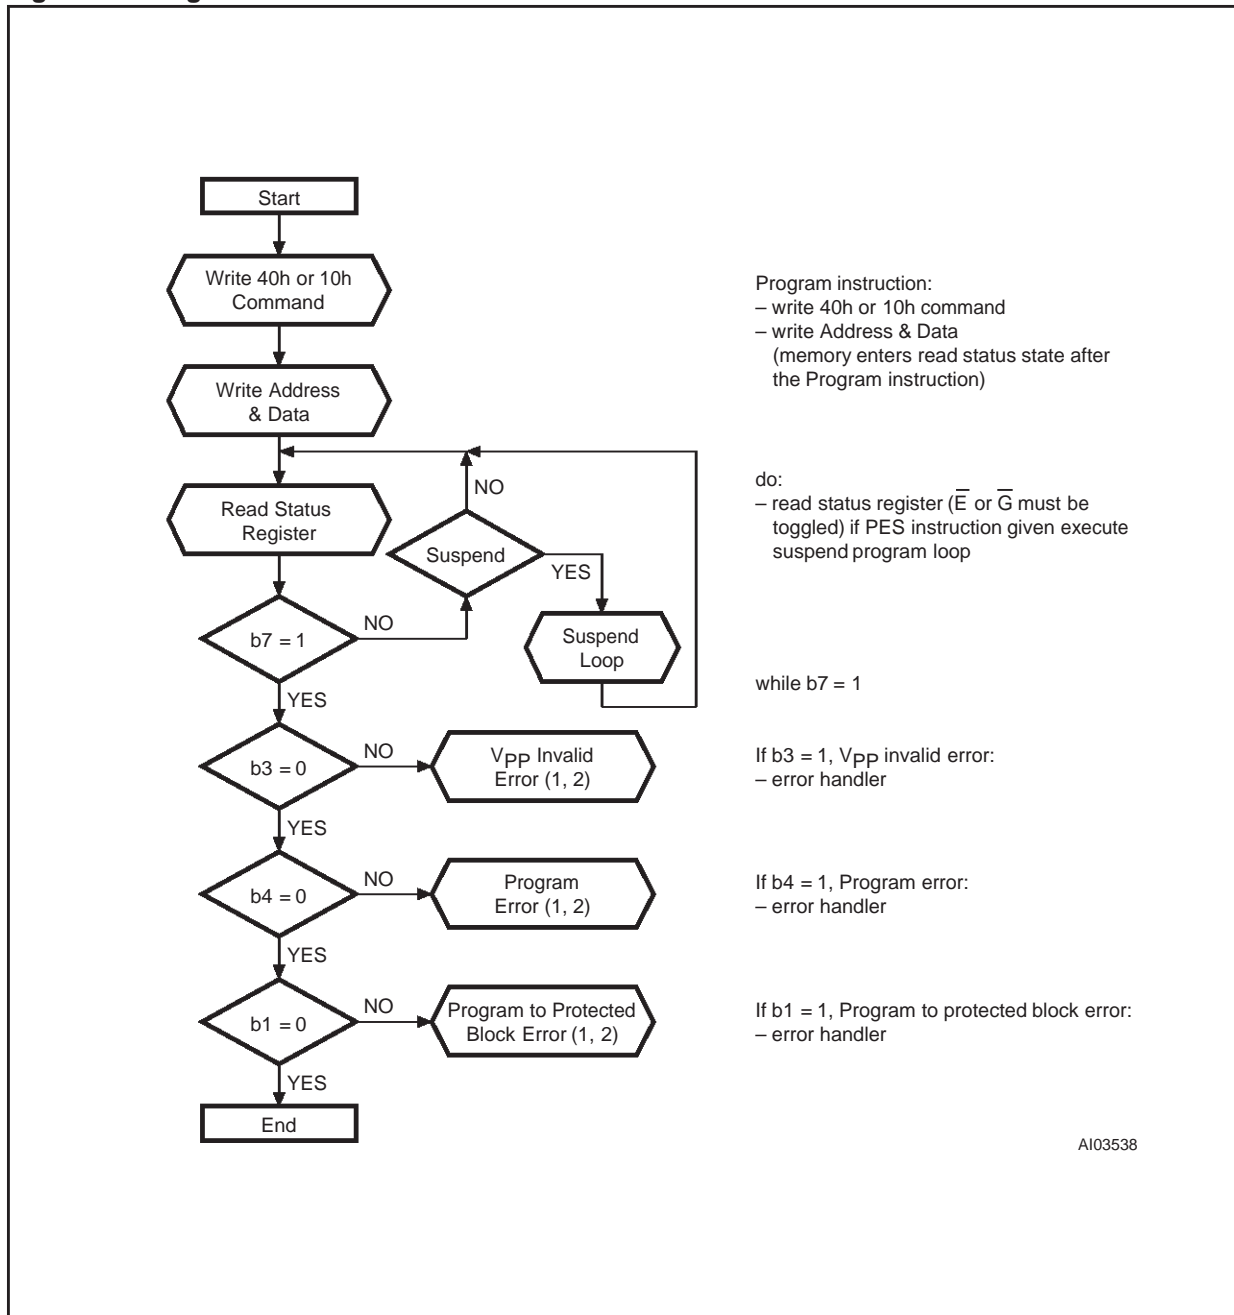 Start
Write 40h or 10h
Command
Write Address
& Data
Read Status
Register
NO
Suspend
YES
Suspend
Loop
b7 = 1
NO
YES
b3 = 0
NO
VPP Invalid
Error (1, 2)
YES
b4 = 0
NO
Program
Error (1, 2)
YES
b1 = 0
NO
Program to Protected
Block Error (1, 2)
YES
End
Program instruction:
– write 40h or 10h command
– write Address & Data
(memory enters read status state after
the Program instruction)
do:
– read status register (E̅ or G̅ must be
toggled) if PES instruction given execute
suspend program loop
while b7 = 1
If b3 = 1, VPP invalid error:
– error handler
If b4 = 1, Program error:
– error handler
If b1 = 1, Program to protected block error:
– error handler
AI03538